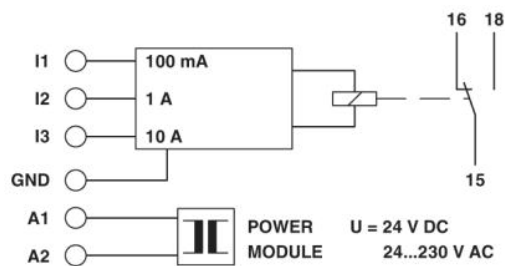 16 18
I1 100 mA
I2 1 A
I3 10 A
GND
15
A1
POWER U = 24 V DC
A2
MODULE 24...230 V AC